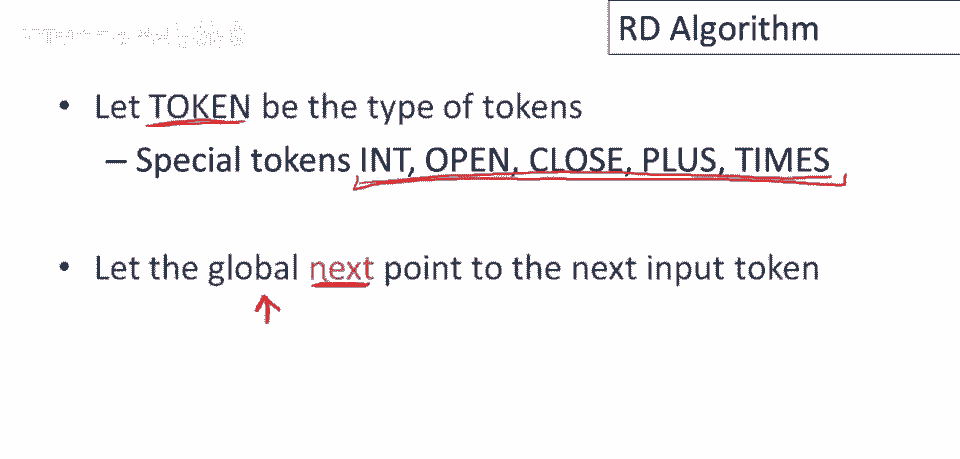 RD Algorithm
• Let TOKEN be the type of tokens
– Special tokens INT, OPEN, CLOSE, PLUS, TIMES
• Let the global next point to the next input token